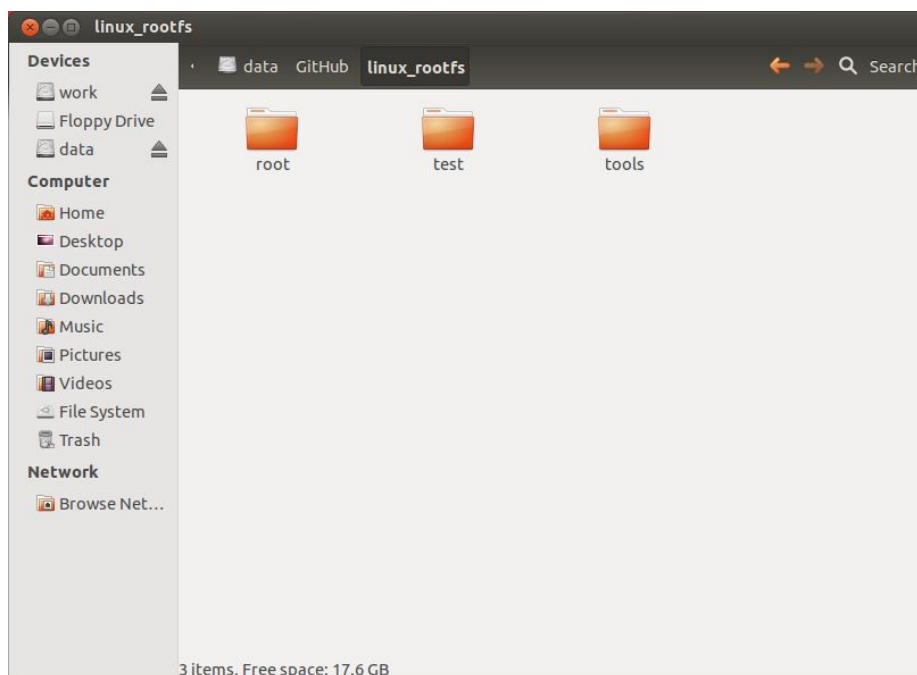 linux_rootfs
Devices
work
Floppy Drive
data
Computer
Home
Desktop
Documents
Downloads
Music
Pictures
Videos
File System
Trash
Network
Browse Net...
data GitHub linux_rootfs Search
root test tools
3 items, Free space: 17.6 GB